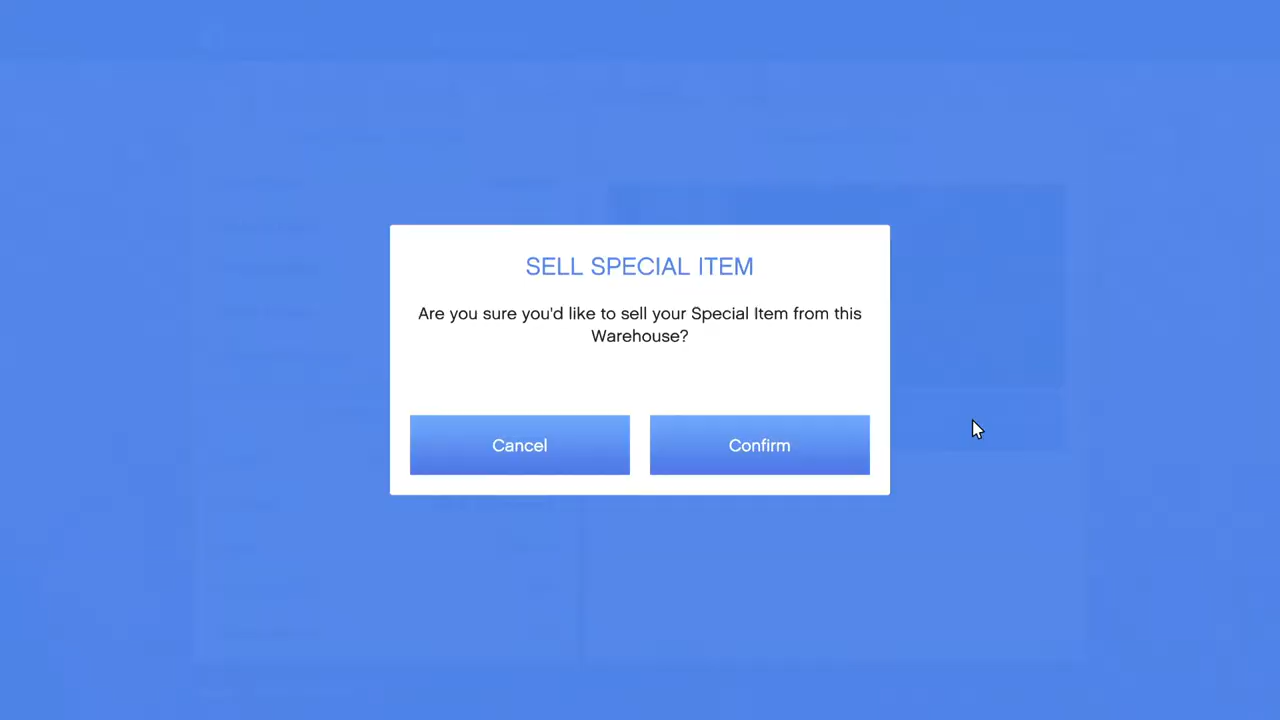 SELL SPECIAL ITEM
Are you sure you'd like to sell your Special Item from this
Warehouse?
Cancel
Confirm